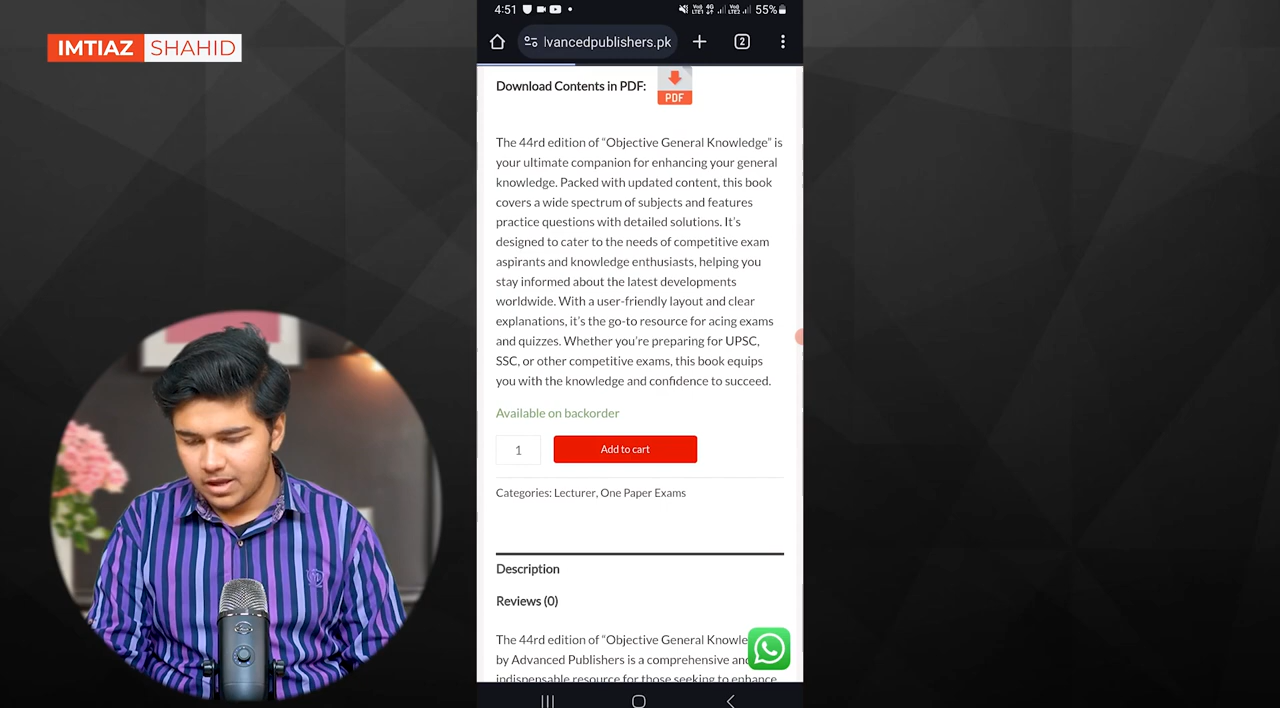 IMTIAZ SHAHID
4:51
55%
lvancedpublishers.pk
2
Download Contents in PDF:
PDF
The 44rd edition of “Objective General Knowledge” is
your ultimate companion for enhancing your general
knowledge. Packed with updated content, this book
covers a wide spectrum of subjects and features
practice questions with detailed solutions. It’s
designed to cater to the needs of competitive exam
aspirants and knowledge enthusiasts, helping you
stay informed about the latest developments
worldwide. With a user-friendly layout and clear
explanations, it’s the go-to resource for acing exams
and quizzes. Whether you’re preparing for UPSC,
SSC, or other competitive exams, this book equips
you with the knowledge and confidence to succeed.
Available on backorder
1
Add to cart
Categories: Lecturer, One Paper Exams
Description
Reviews (0)
The 44rd edition of “Objective General Knowle
by Advanced Publishers is a comprehensive an
indispensable resource for those seeking to enhance